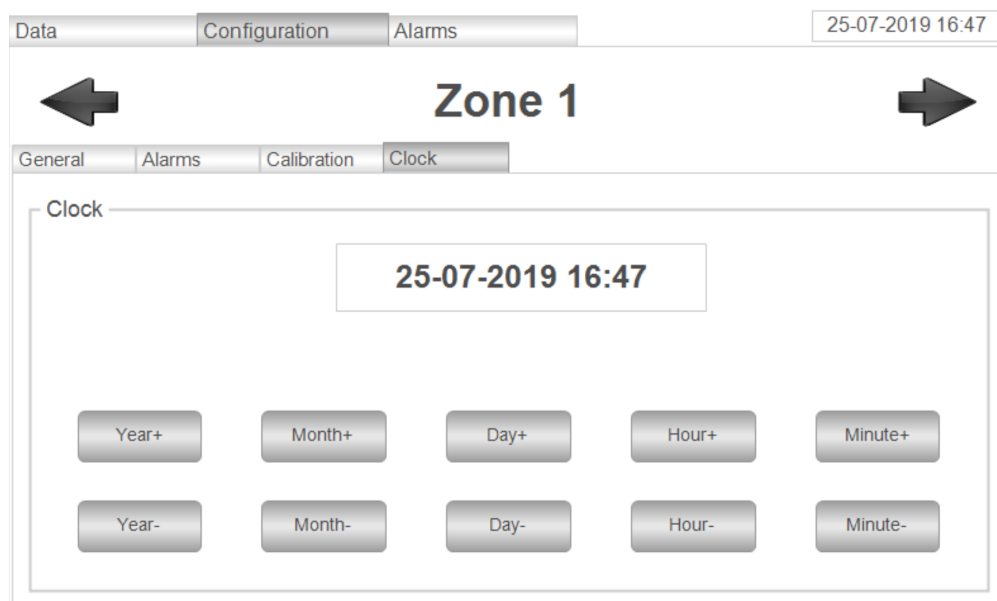 Data Configuration Alarms 25-07-2019 16:47
Zone 1
General Alarms Calibration Clock
Clock
25-07-2019 16:47
Year+ Month+ Day+ Hour+ Minute+
Year- Month- Day- Hour- Minute-